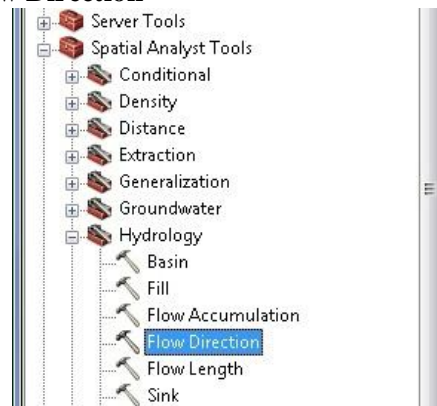 Direction
Server Tools
Spatial Analyst Tools
Conditional
Density
Distance
Extraction
Generalization
Groundwater
Hydrology
Basin
Fill
Flow Accumulation
Flow Direction
Flow Length
Sink